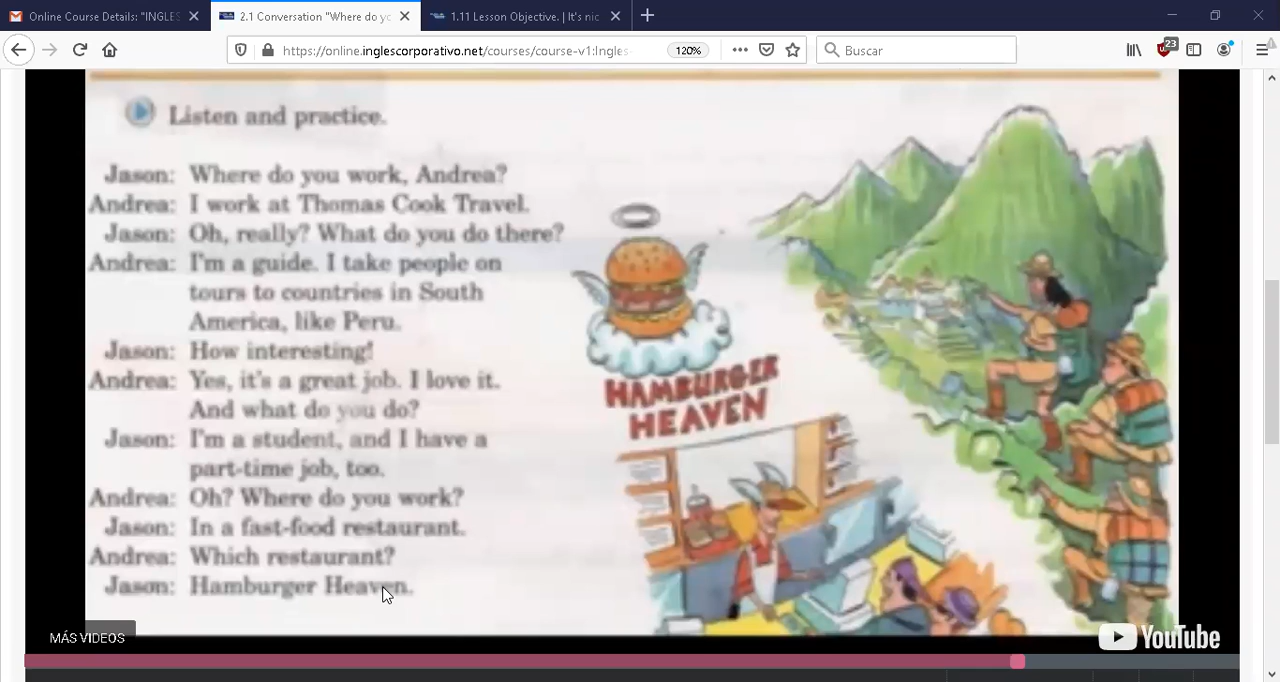 Online Course Details: "INGLES
2.1 Conversation "Where do yo
1.11 Lesson Objective. | It's nic
https://online.inglescorporativo.net/courses/course-v1:Ingles
120%
Buscar
23
Listen and practice.
Jason: Where do you work, Andrea?
Andrea: I work at Thomas Cook Travel.
Jason: Oh, really? What do you do there?
Andrea: I'm a guide. I take people on
tours to countries in South
America, like Peru.
Jason: How interesting!
Andrea: Yes, it's a great job. I love it.
And what do you do?
Jason: I'm a student, and I have a
part-time job, too.
Andrea: Oh? Where do you work?
Jason: In a fast-food restaurant.
Andrea: Which restaurant?
Jason: Hamburger Heaven.
HAMBURGER
HEAVEN
MÁS VIDEOS
YouTube